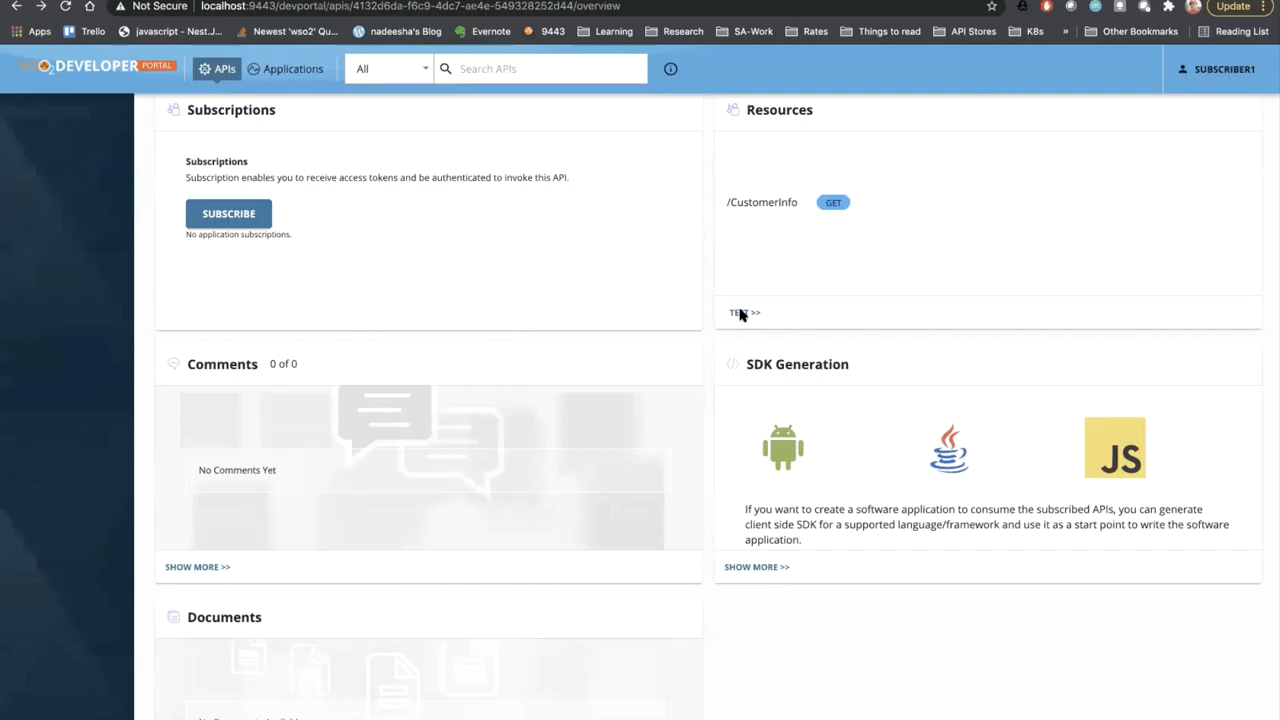 Not Secure localhost:9443/devportal/apis/4132d6da-f6c9-4dc7-ae4e-549328252d44/overview Update
Apps Trello javascript - Nest.J... Newest 'wso2' Qu... nadeesha's Blog Evernote 9443 Learning Research SA-Work Rates Things to read API Stores K8s » Other Bookmarks Reading List
WSO2 DEVELOPER PORTAL APIs Applications All Search APIs SUBSCRIBER1
Subscriptions
Subscriptions
Subscription enables you to receive access tokens and be authenticated to invoke this API.
SUBSCRIBE
No application subscriptions.
Resources
/CustomerInfo GET
TEST >>
Comments 0 of 0
No Comments Yet
SHOW MORE >>
SDK Generation
JS
If you want to create a software application to consume the subscribed APIs, you can generate
client side SDK for a supported language/framework and use it as a start point to write the software
application.
SHOW MORE >>
Documents